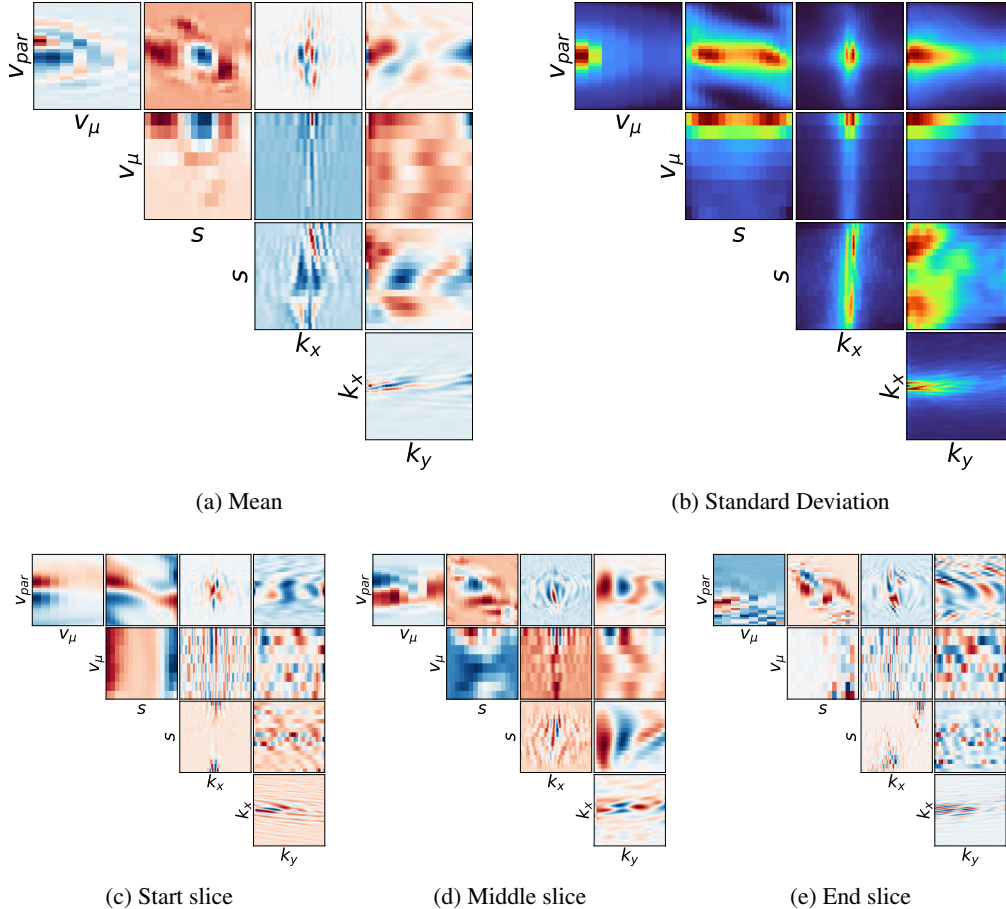 v_par
v_μ
v_μ
s
s
k_x
k_x
k_y
(a) Mean
v_par
v_μ
v_μ
s
s
k_x
k_x
k_y
(b) Standard Deviation
v_par
v_μ
v_μ
s
s
k_x
k_x
k_y
(c) Start slice
v_par
v_μ
v_μ
s
s
k_x
k_x
k_y
(d) Middle slice
v_par
v_μ
v_μ
s
s
k_x
k_x
k_y
(e) End slice